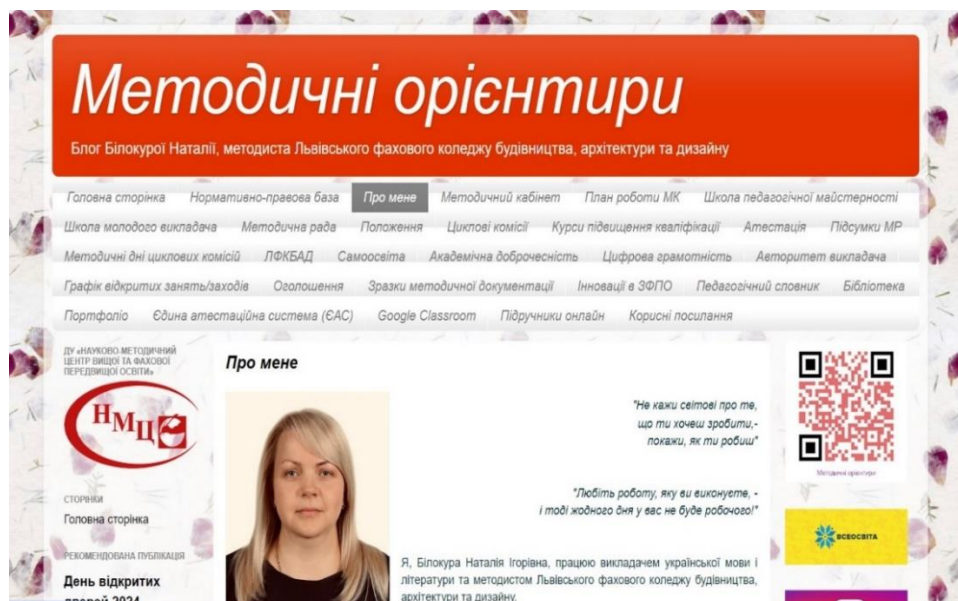 Методичні орієнтири
Блог Білокурої Наталії, методиста Львівського фахового коледжу будівництва, архітектури та дизайну
Головна сторінка Нормативно-правова база Про мене Методичний кабінет План роботи МК Школа педагогічної майстерності
Школа молодого викладача Методична рада Положення Циклові комісії Курси підвищення кваліфікації Атестація Підсумки МР
Методичні дні циклових комісій ЛФКБАД Самоосвіта Академічна доброчесність Цифрова грамотність Авторитет викладача
Графік відкритих занять/заходів Оголошення Зразки методичної документації Інновації в ЗФПО Педагогічний словник Бібліотека
Портфоліо Єдина атестаційна система (ЄАС) Google Classroom Підручники онлайн Корисні посилання
ДУ «НАУКОВО-МЕТОДИЧНИЙ
ЦЕНТР ВИЩОЇ ТА ФАХОВОЇ
ПЕРЕДВИЩОЇ ОСВІТИ»
НМЦ
СТОРІНКИ
Головна сторінка
РЕКОМЕНДОВАНА ПУБЛІКАЦІЯ
День відкритих
дверей 2024
Про мене
"Не кажи світові про те,
що ти хочеш зробити,-
покажи, як ти робиш"
"Любіть роботу, яку ви виконуєте, -
і тоді жодного дня у вас не буде робочого!"
Я, Білокура Наталія Ігорівна, працюю викладачем української мови і
літератури та методистом Львівського фахового коледжу будівництва,
архітектури та дизайну.
Методичні орієнтири
ВСЕОСВІТА